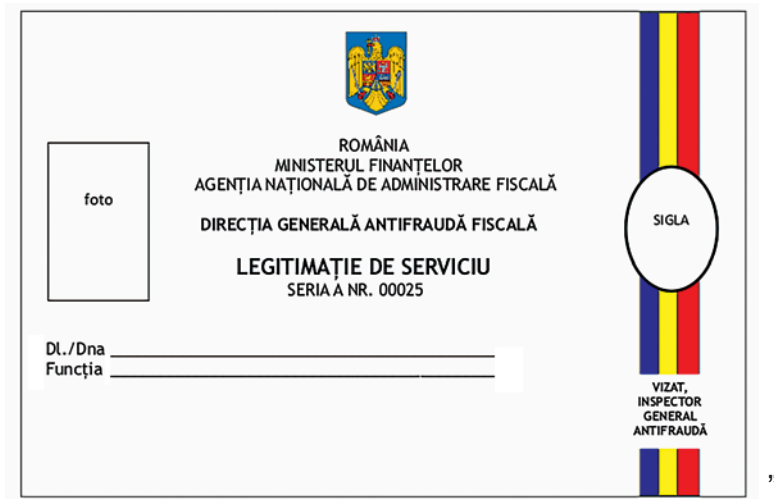 ROMÂNIA
MINISTERUL FINANȚELOR
AGENȚIA NAȚIONALĂ DE ADMINISTRARE FISCALĂ
foto
DIRECȚIA GENERALĂ ANTIFRAUDĂ FISCALĂ
SIGLA
LEGITIMAȚIE DE SERVICIU
SERIA A NR. 00025
Dl./Dna
Funcția
VIZAT,
INSPECTOR
GENERAL
ANTIFRAUDĂ
”